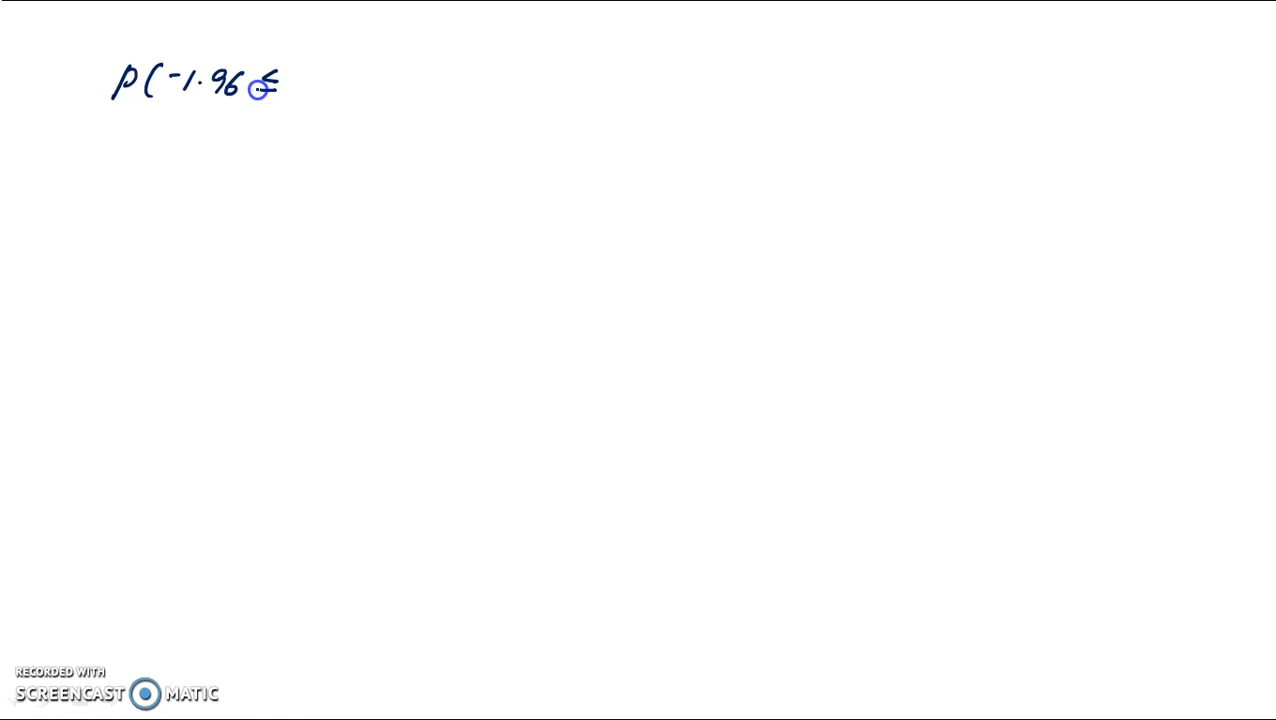 P(-1.96 ≤
RECORDED WITH
SCREENCAST MATIC